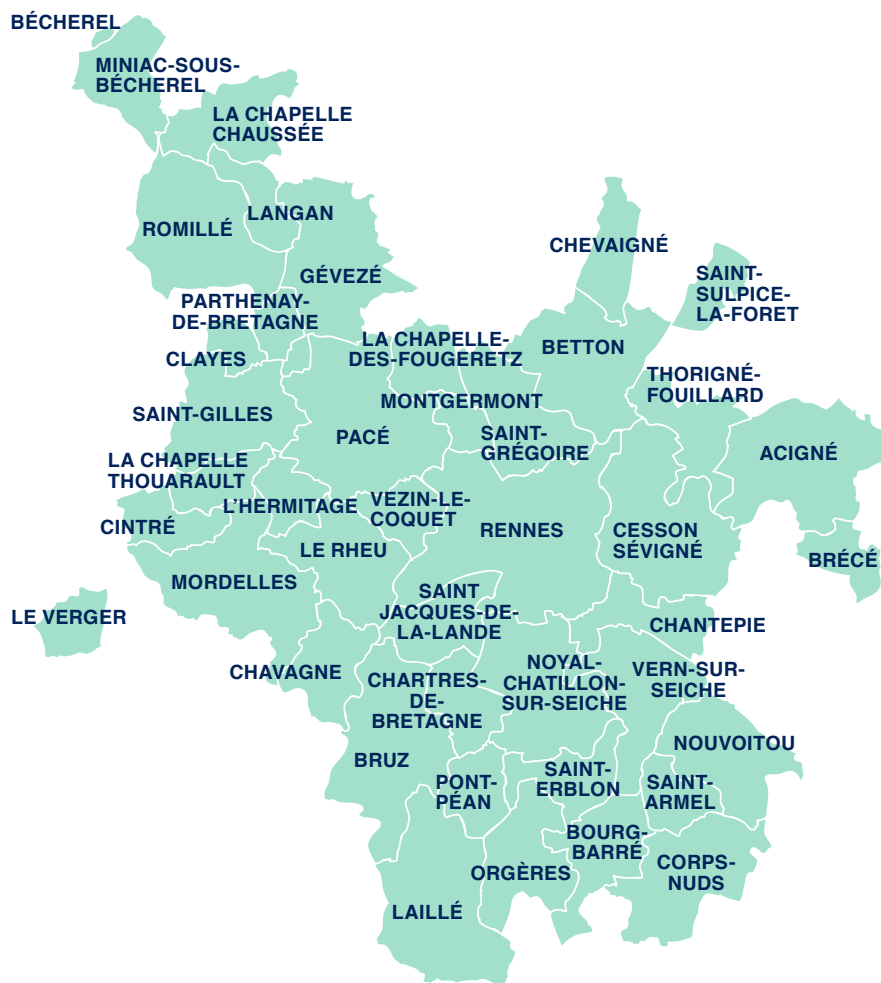 BÉCHEREL
MINIAC-SOUS-
BÉCHEREL
LA CHAPELLE
CHAUSSÉE
LANGAN
ROMILLÉ
CHEVAIGNÉ
GÉVEZÉ
SAINT-
SULPICE-
LA-FORET
PARTHENAY-
DE-BRETAGNE
LA CHAPELLE-
DES-FOUGERETZ
BETTON
CLAYES
THORIGNÉ-
FOUILLARD
MONTGERMONT
SAINT-GILLES
PACÉ
SAINT-
GRÉGOIRE
ACIGNÉ
LA CHAPELLE
THOUARAULT
L'HERMITAGE
VEZIN-LE-
COQUET
CINTRÉ
RENNES
CESSON
SÉVIGNÉ
LE RHEU
BRÉCÉ
MORDELLES
SAINT
JACQUES-DE-
LA-LANDE
LE VERGER
CHANTEPIE
CHAVAGNE
NOYAL-
CHATILLON-
SUR-SEICHE
VERN-SUR-
SEICHE
CHARTRES-
DE-
BRETAGNE
NOUVOITOU
BRUZ
PONT-
PÉAN
SAINT-
ERBLON
SAINT-
ARMEL
BOURG-
BARRÉ
ORGÈRES
CORPS-
NUDS
LAILLÉ